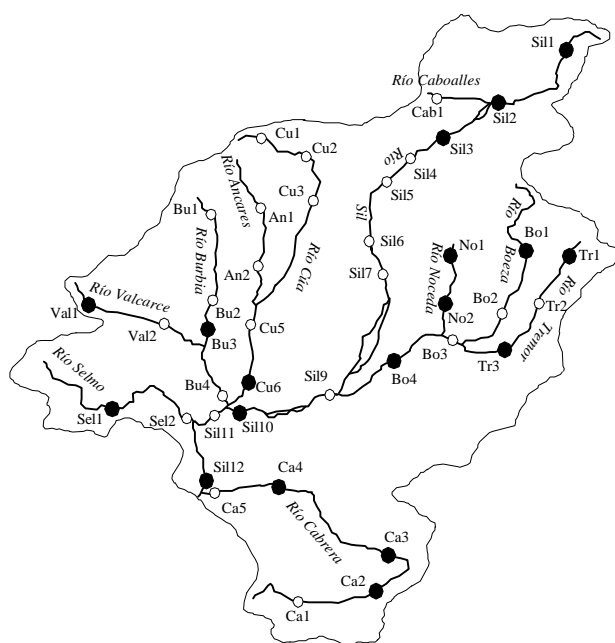 Sil1
Río Caboalles
Cab1
Sil2
Cu1
Cu2
Sil3
Río
Sil4
Río Ancares
Sil5
Cu3
Río
Bu1
An1
Sil
Bo1
Tr1
Río Burbia
Río Cúa
Sil6
No1
Boeza
Río
An2
Sil7
Río Noceda
Río Valcarce
Val1
Val2
Bu2
No2
Bo2
Tr2
Tremor
Bu3
Cu5
Bo3
Tr3
Río Selmo
Bu4
Cu6
Sil9
Bo4
Sel1
Sel2
Sil11
Sil10
Sil12
Ca4
Ca5
Río Cabrera
Ca3
Ca2
Ca1